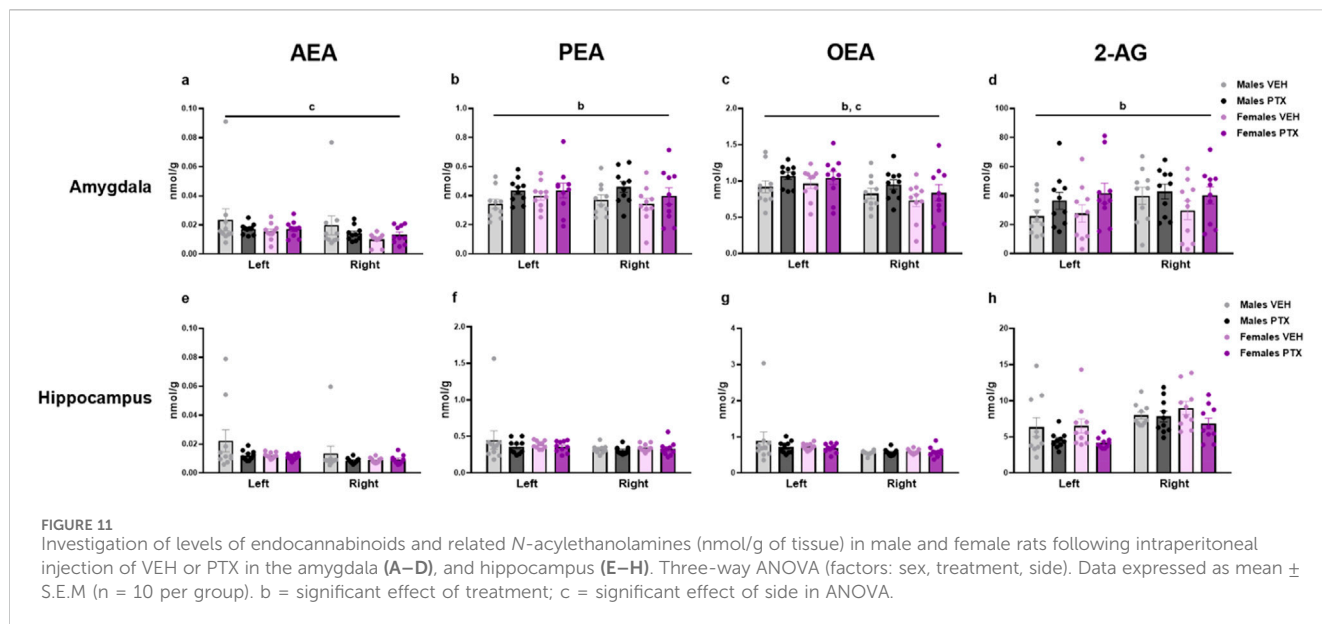 AEA PEA OEA 2-AG
a b c d
c b b, c b
Males VEH
Males PTX
Females VEH
Females PTX
Amygdala
nmol/g nmol/g nmol/g nmol/g
0.10 0.8 2.0 100
0.08 0.6 1.5 80
0.06 0.4 1.0 60
0.04 0.2 0.5 40
0.02 0.0 0.0 20
0.00 0
Left Right Left Right Left Right Left Right
e f g h
Males VEH
Males PTX
Females VEH
Females PTX
Hippocampus
nmol/g nmol/g nmol/g nmol/g
0.10 2.0 4 20
0.08 1.5 3 15
0.06 1.0 2 10
0.04 0.5 1 5
0.02 0.0 0 0
0.00
Left Right Left Right Left Right Left Right
FIGURE 11
Investigation of levels of endocannabinoids and related N-acylethanolamines (nmol/g of tissue) in male and female rats following intraperitoneal
injection of VEH or PTX in the amygdala (A–D), and hippocampus (E–H). Three-way ANOVA (factors: sex, treatment, side). Data expressed as mean ±
S.E.M (n = 10 per group). b = significant effect of treatment; c = significant effect of side in ANOVA.